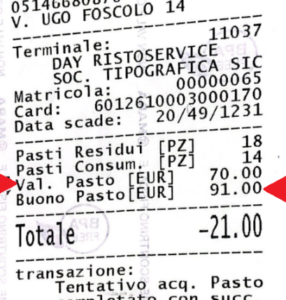 V. UGO FOSCOLO 14
Terminale: 11037
DAY RISTOSERVICE
SOC. TIPOGRAFICA SIC
Matricola: 00000065
Card: 6012610003000170
Data scade: 20/49/1231
Pasti Residui [PZ] 18
Pasti Consum. [PZ] 14
Val. Pasto [EUR] 70.00
Buono Pasto[EUR] 91.00
Totale -21.00
transazione:
Tentativo acq. Pasto
con succ